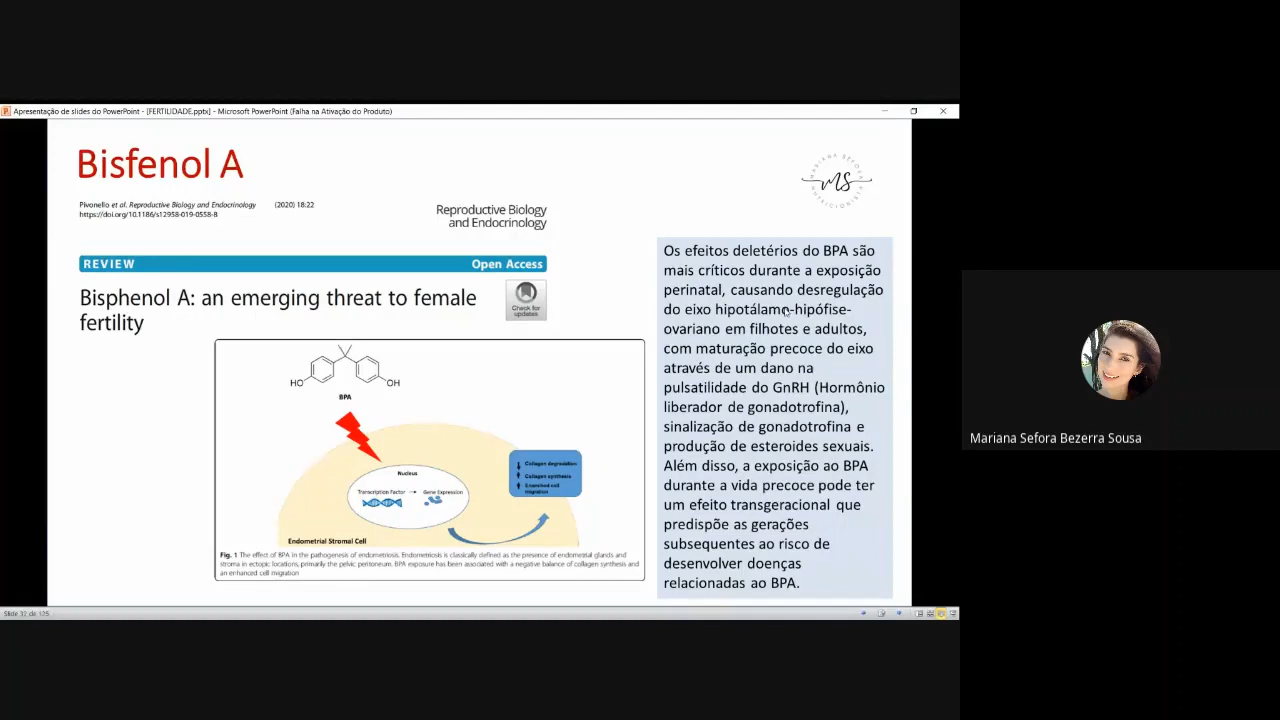 Apresentação de slides do PowerPoint - [FERTILIDADE.pptx] - Microsoft PowerPoint (Falha na Ativação do Produto)
Bisfenol A
MARIANA SEFORA
MS
NUTRICIONISTA
Pivonello et al. Reproductive Biology and Endocrinology (2020) 18:22
https://doi.org/10.1186/s12958-019-0558-8
Reproductive Biology
and Endocrinology
REVIEW
Open Access
Bisphenol A: an emerging threat to female
fertility
Check for
updates
HO
OH
BPA
Nucleus
Transcription Factor
Gene Expression
Collagen degradation
Collagen synthesis
Enanched cell
migration
Endometrial Stromal Cell
Fig. 1 The effect of BPA in the pathogenesis of endometriosis. Endometriosis is classically defined as the presence of endometrial glands and
stroma in ectopic locations, primarily the pelvic peritoneum. BPA exposure has been associated with a negative balance of collagen synthesis and
an enhanced cell migration
Os efeitos deletérios do BPA são
mais críticos durante a exposição
perinatal, causando desregulação
do eixo hipotálamo-hipófise-
ovariano em filhotes e adultos,
com maturação precoce do eixo
através de um dano na
pulsatilidade do GnRH (Hormônio
liberador de gonadotrofina),
sinalização de gonadotrofina e
produção de esteroides sexuais.
Além disso, a exposição ao BPA
durante a vida precoce pode ter
um efeito transgeracional que
predispõe as gerações
subsequentes ao risco de
desenvolver doenças
relacionadas ao BPA.
Slide 32 de 125
Mariana Sefora Bezerra Sousa